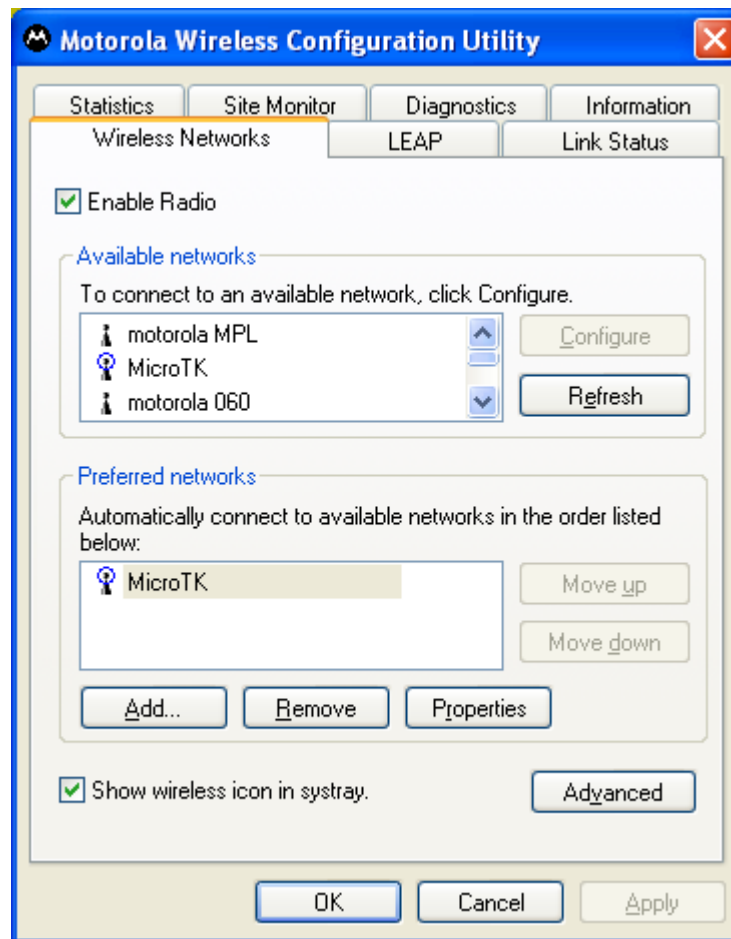 Motorola Wireless Configuration Utility
Statistics Site Monitor Diagnostics Information
Wireless Networks LEAP Link Status
Enable Radio
Available networks
To connect to an available network, click Configure.
motorola MPL
Configure
MicroTK
motorola 060
Refresh
Preferred networks
Automatically connect to available networks in the order listed
below:
MicroTK
Move up
Move down
Add... Remove Properties
Show wireless icon in systray.
Advanced
OK Cancel Apply